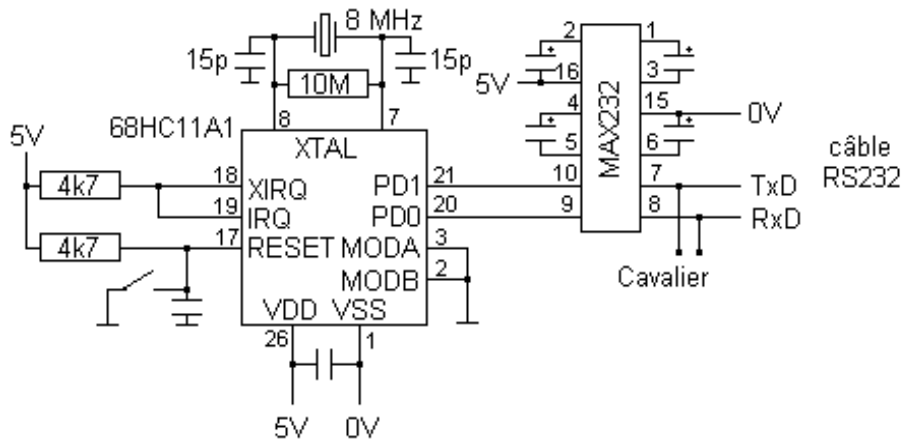 8 MHz
15p
15p
10M
8
7
68HC11A1
XTAL
5V
4k7
18
XIRQ
19
IRQ
4k7
17
RESET
PD1
21
PD0
20
MODA
3
MODB
2
VDD
VSS
26
1
5V
0V
MAX232
2
1
16
3
5V
4
15
0V
5
6
10
7
TxD
9
8
RxD
câble
RS232
Cavalier